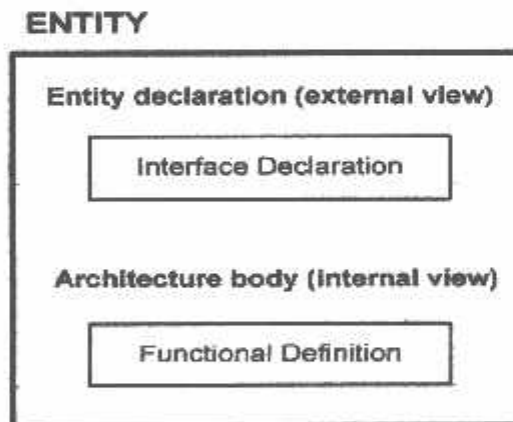 ENTITY
Entity declaration (external view)
Interface Declaration
Architecture body (internal view)
Functional Definition